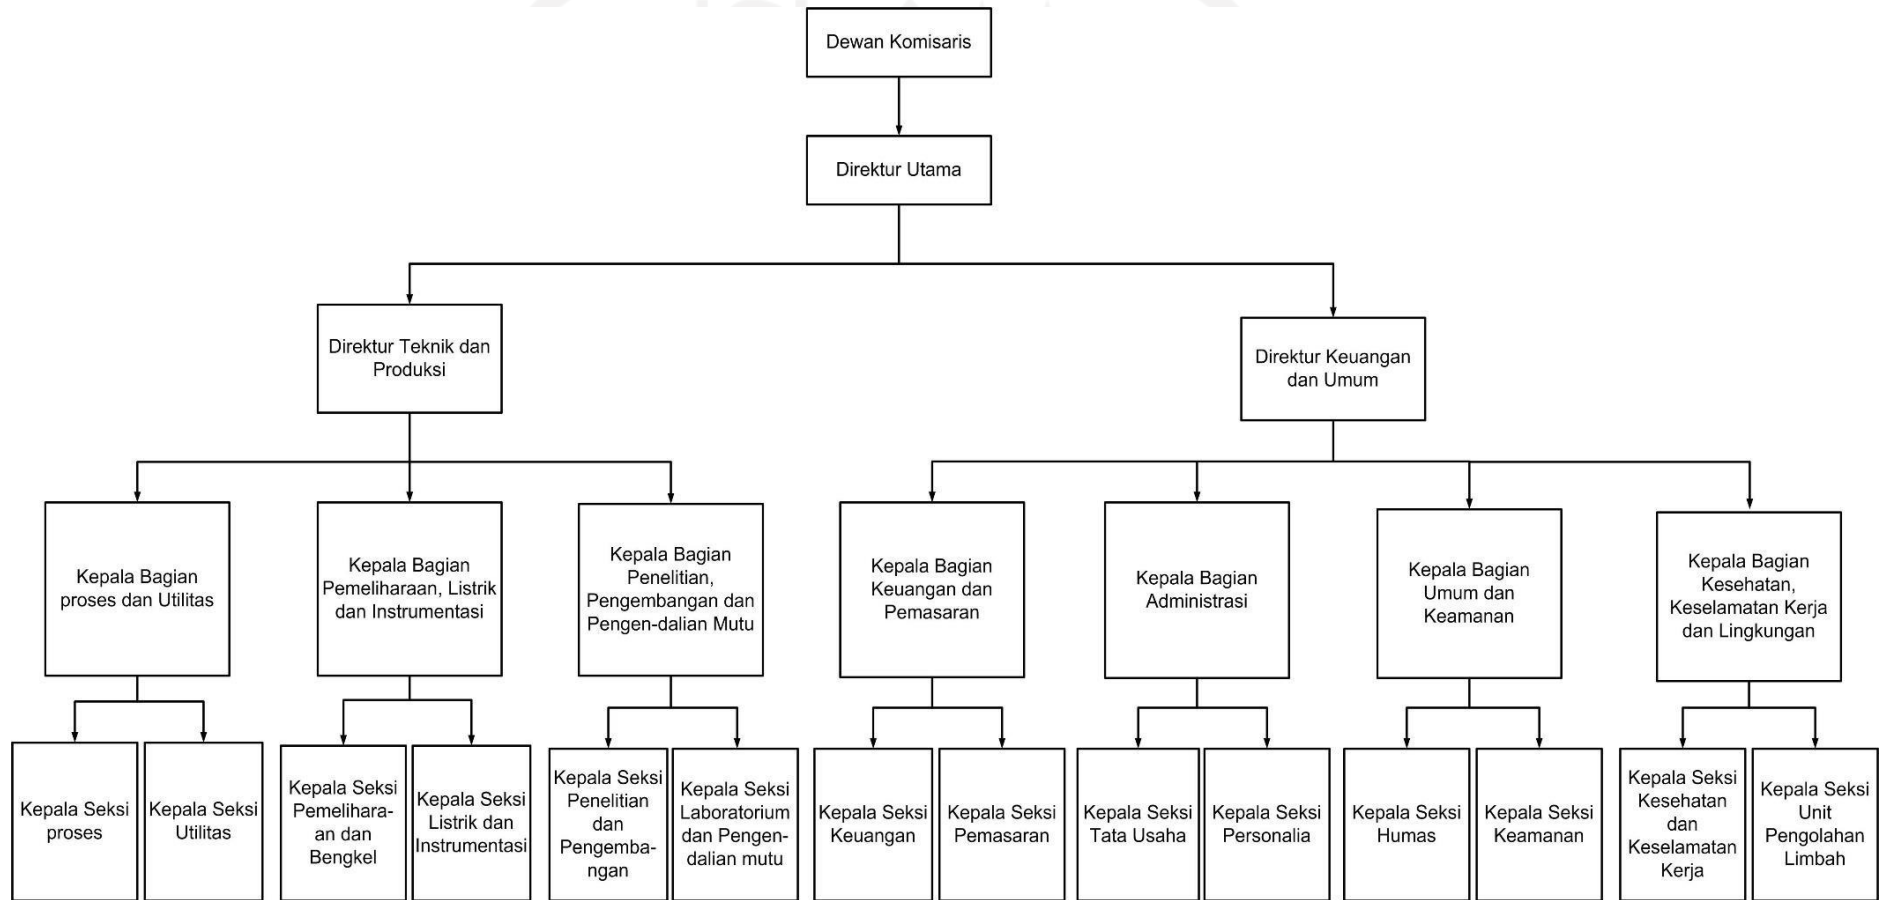 Dewan Komisaris
Direktur Utama
Direktur Teknik dan
Produksi
Direktur Keuangan
dan Umum
Kepala Bagian
proses dan Utilitas
Kepala Bagian
Pemeliharaan, Listrik
dan Instrumentasi
Kepala Bagian
Penelitian,
Pengembangan dan
Pengen-dalian Mutu
Kepala Bagian
Keuangan dan
Pemasaran
Kepala Bagian
Administrasi
Kepala Bagian
Umum dan
Keamanan
Kepala Bagian
Kesehatan,
Keselamatan Kerja
dan Lingkungan
Kepala Seksi
proses
Kepala Seksi
Utilitas
Kepala Seksi
Pemelihara-
an dan
Bengkel
Kepala Seksi
Listrik dan
Instrumentasi
Kepala Seksi
Penelitian
dan
Pengemba-
ngan
Kepala Seksi
Laboratorium
dan Pengen-
dalian mutu
Kepala Seksi
Keuangan
Kepala Seksi
Pemasaran
Kepala Seksi
Tata Usaha
Kepala Seksi
Personalia
Kepala Seksi
Humas
Kepala Seksi
Keamanan
Kepala Seksi
Kesehatan
dan
Keselamatan
Kerja
Kepala Seksi
Unit
Pengolahan
Limbah